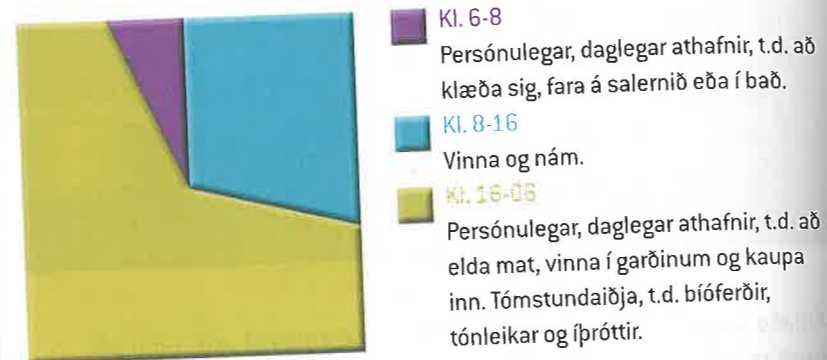 Kl. 6-8
Persónulegar, daglegar athafnir, t.d. að
klæða sig, fara á salernið eða í bað.
Kl. 8-16
Vinna og nám.
Kl. 16-06
Persónulegar, daglegar athafnir, t.d. að
elda mat, vinna í garðinum og kaupa
inn. Tómstundaiðja, t.d. bíóferðir,
tónleikar og íþróttir.